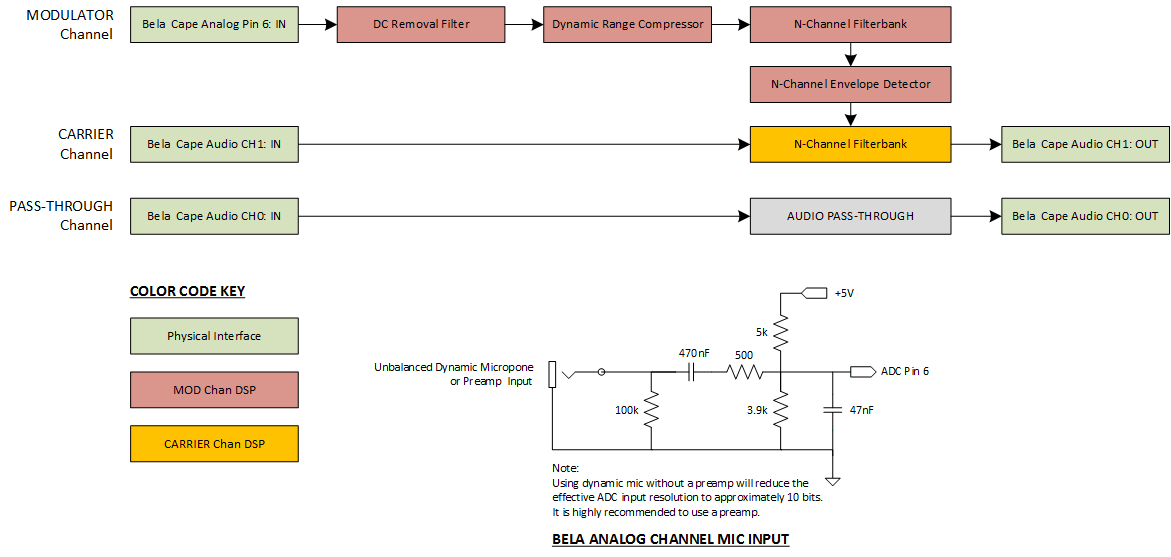 MODULATOR
Channel
Bela Cape Analog Pin 6: IN
DC Removal Filter
Dynamic Range Compressor
N-Channel Filterbank
N-Channel Envelope Detector
CARRIER
Channel
Bela Cape Audio CH1: IN
N-Channel Filterbank
Bela Cape Audio CH1: OUT
PASS-THROUGH
Channel
Bela Cape Audio CH0: IN
AUDIO PASS-THROUGH
Bela Cape Audio CH0: OUT
COLOR CODE KEY
Physical Interface
MOD Chan DSP
CARRIER Chan DSP
+5V
5k
470nF
500
Unbalanced Dynamic Micropone
or Preamp Input
ADC Pin 6
100k
3.9k
47nF
Note:
Using dynamic mic without a preamp will reduce the
effective ADC input resolution to approximately 10 bits.
It is highly recommended to use a preamp.
BELA ANALOG CHANNEL MIC INPUT